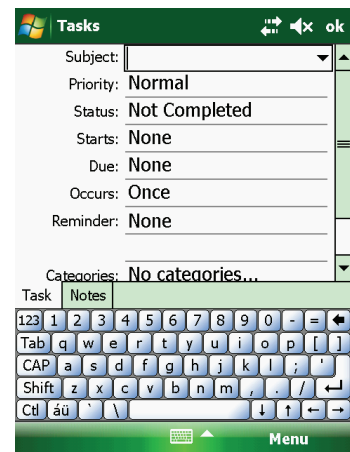 Tasks ok
Subject:
Priority: Normal
Status: Not Completed
Starts: None
Due: None
Occurs: Once
Reminder: None
Categories: No categories...
Task Notes
123 1 2 3 4 5 6 7 8 9 0 - =
Tab q w e r t y u i o p [ ]
CAP a s d f g h j k l ; '
Shift z x c v b n m , . /
Ctl áü ` \
Menu